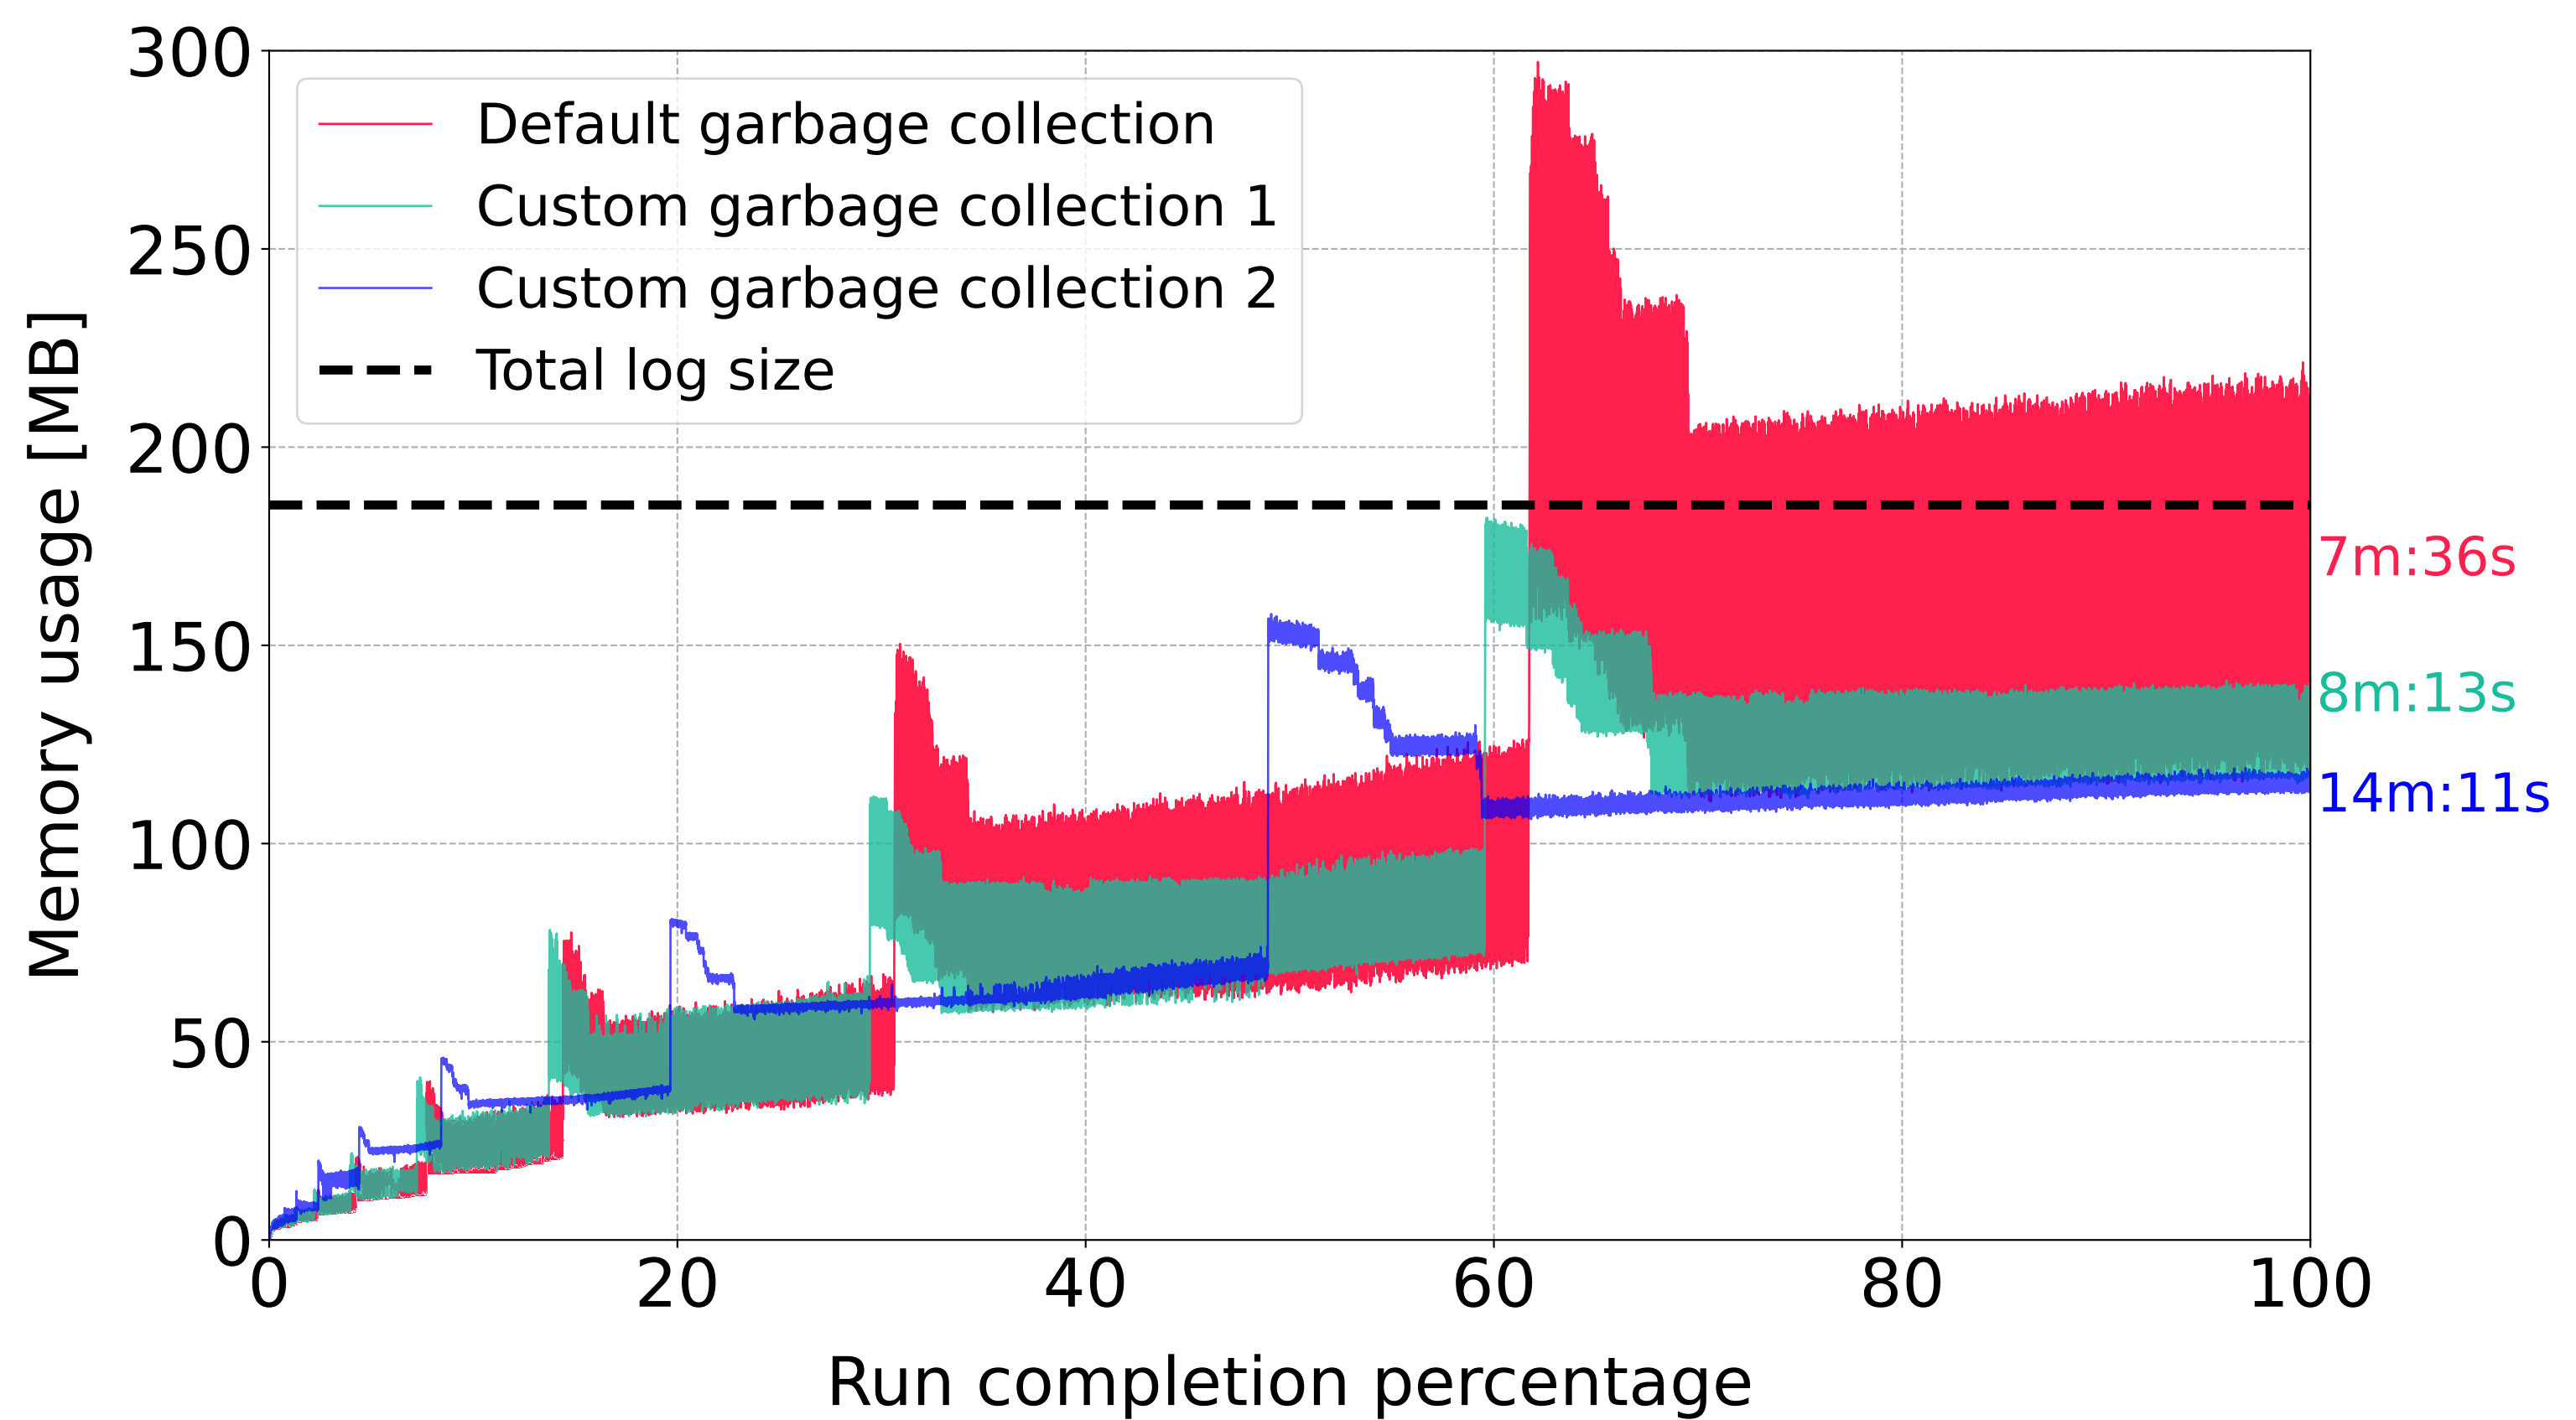 Memory usage [MB]
300
250
200
150
100
50
0
Default garbage collection
Custom garbage collection 1
Custom garbage collection 2
Total log size
7m:36s
8m:13s
14m:11s
0 20 40 60 80 100
Run completion percentage